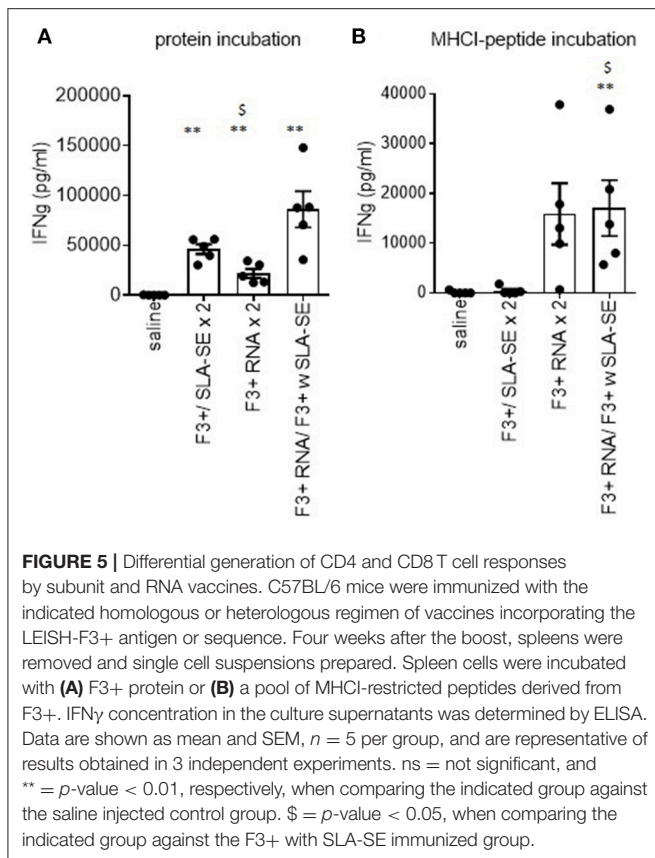 A
protein incubation
IFNg (pg/ml)
200000
150000
100000
50000
0
**
$
**
**
saline
F3+/ SLA-SE x 2
F3+ RNA x 2
F3+ RNA/ F3+ w SLA-SE
B
MHCI-peptide incubation
IFNg (pg/ml)
40000
30000
20000
10000
0
$
**
saline
F3+/ SLA-SE x 2
F3+ RNA x 2
F3+ RNA/ F3+ w SLA-SE
FIGURE 5 | Differential generation of CD4 and CD8 T cell responses
by subunit and RNA vaccines. C57BL/6 mice were immunized with the
indicated homologous or heterologous regimen of vaccines incorporating the
LEISH-F3+ antigen or sequence. Four weeks after the boost, spleens were
removed and single cell suspensions prepared. Spleen cells were incubated
with (A) F3+ protein or (B) a pool of MHCI-restricted peptides derived from
F3+. IFNγ concentration in the culture supernatants was determined by ELISA.
Data are shown as mean and SEM, n = 5 per group, and are representative of
results obtained in 3 independent experiments. ns = not significant, and
** = p-value < 0.01, respectively, when comparing the indicated group against
the saline injected control group. $ = p-value < 0.05, when comparing the
indicated group against the F3+ with SLA-SE immunized group.